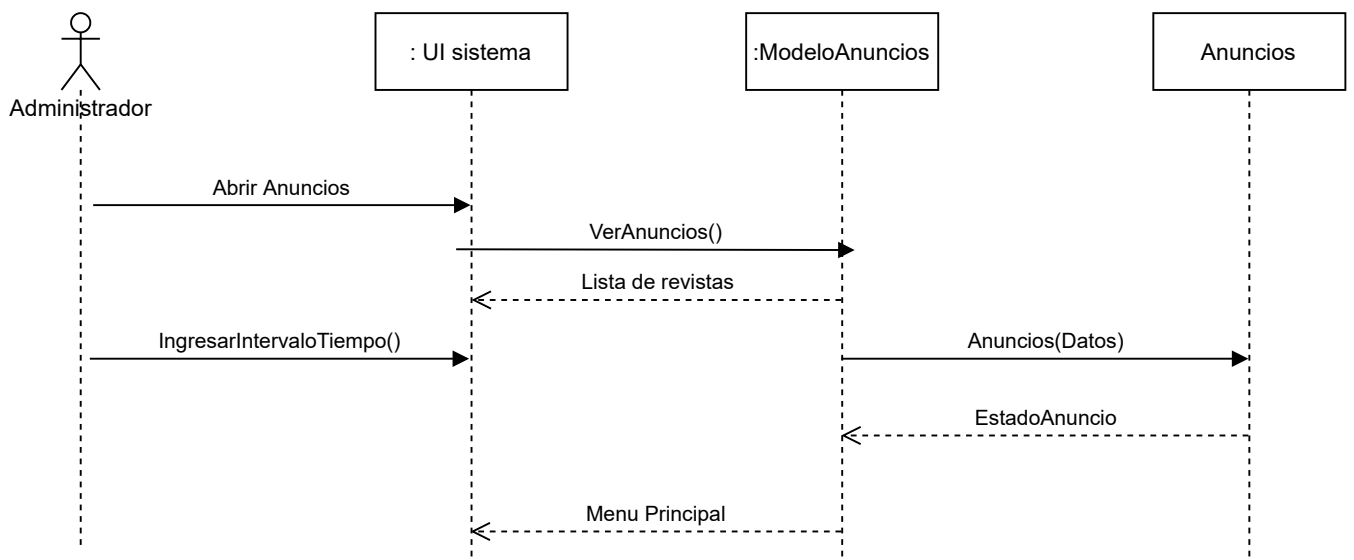 : UI sistema
:ModeloAnuncios
Anuncios
Administrador
Abrir Anuncios
VerAnuncios()
Lista de revistas
IngresarIntervaloTiempo()
Anuncios(Datos)
EstadoAnuncio
Menu Principal